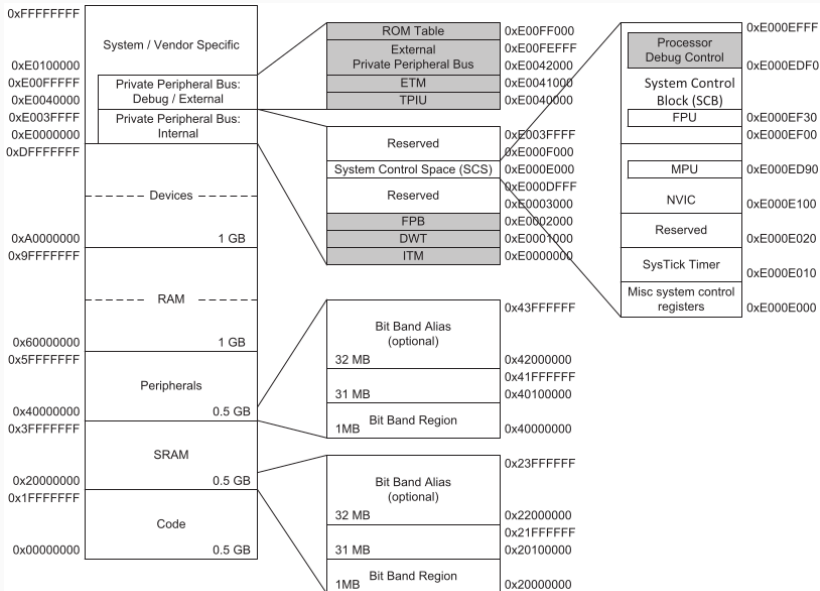 0xFFFFFFFF
System / Vendor Specific
0xE0100000
0xE00FFFFF
Private Peripheral Bus:
Debug / External
0xE0040000
0xE003FFFF
Private Peripheral Bus:
Internal
0xE0000000
0xDFFFFFFF
Devices
0xA0000000
1 GB
0x9FFFFFFF
RAM
0x60000000
1 GB
0x5FFFFFFF
Peripherals
0x40000000
0.5 GB
0x3FFFFFFF
SRAM
0x20000000
0.5 GB
0x1FFFFFFF
Code
0x00000000
0.5 GB
ROM Table
0xE00FF000
External
Private Peripheral Bus
0xE00FEFFF
0xE0042000
ETM
0xE0041000
TPIU
0xE0040000
Reserved
0xE003FFFF
0xE000F000
System Control Space (SCS)
0xE000E000
Reserved
0xE000DFFF
0xE0003000
FPB
0xE0002000
DWT
0xE0001000
ITM
0xE0000000
0x43FFFFFF
Bit Band Alias
(optional)
32 MB
0x42000000
0x41FFFFFF
31 MB
0x40100000
Bit Band Region
1MB
0x40000000
0x23FFFFFF
Bit Band Alias
(optional)
32 MB
0x22000000
0x21FFFFFF
31 MB
0x20100000
Bit Band Region
1MB
0x20000000
0xE000EFFF
Processor
Debug Control
0xE000EDF0
System Control
Block (SCB)
FPU
0xE000EF30
0xE000EF00
MPU
0xE000ED90
NVIC
0xE000E100
Reserved
0xE000E020
SysTick Timer
0xE000E010
Misc system control
registers
0xE000E000